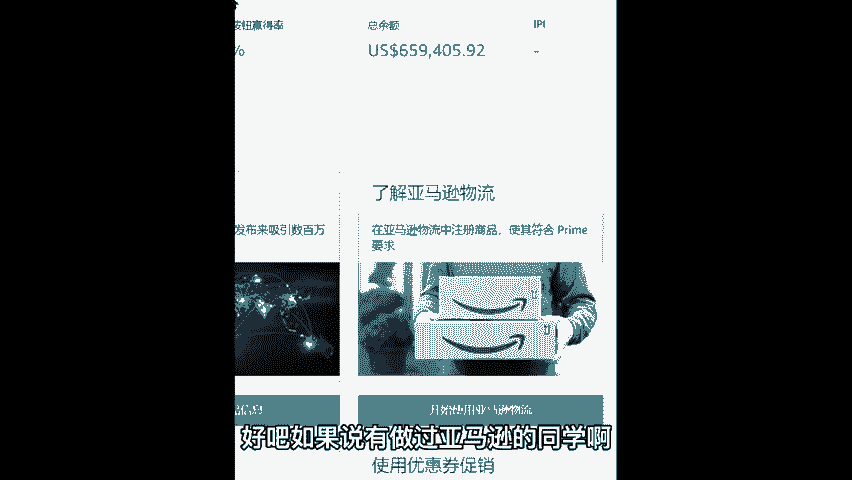 按钮赢得率
总余额
IPI
%
US$659,405.92
-
了解亚马逊物流
发布来吸引数百万
在亚马逊物流中注册商品，使其符合 Prime
要求
信息
开始使用亚马逊物流
好吧如果说有做过亚马逊的同学啊
使用优惠券促销